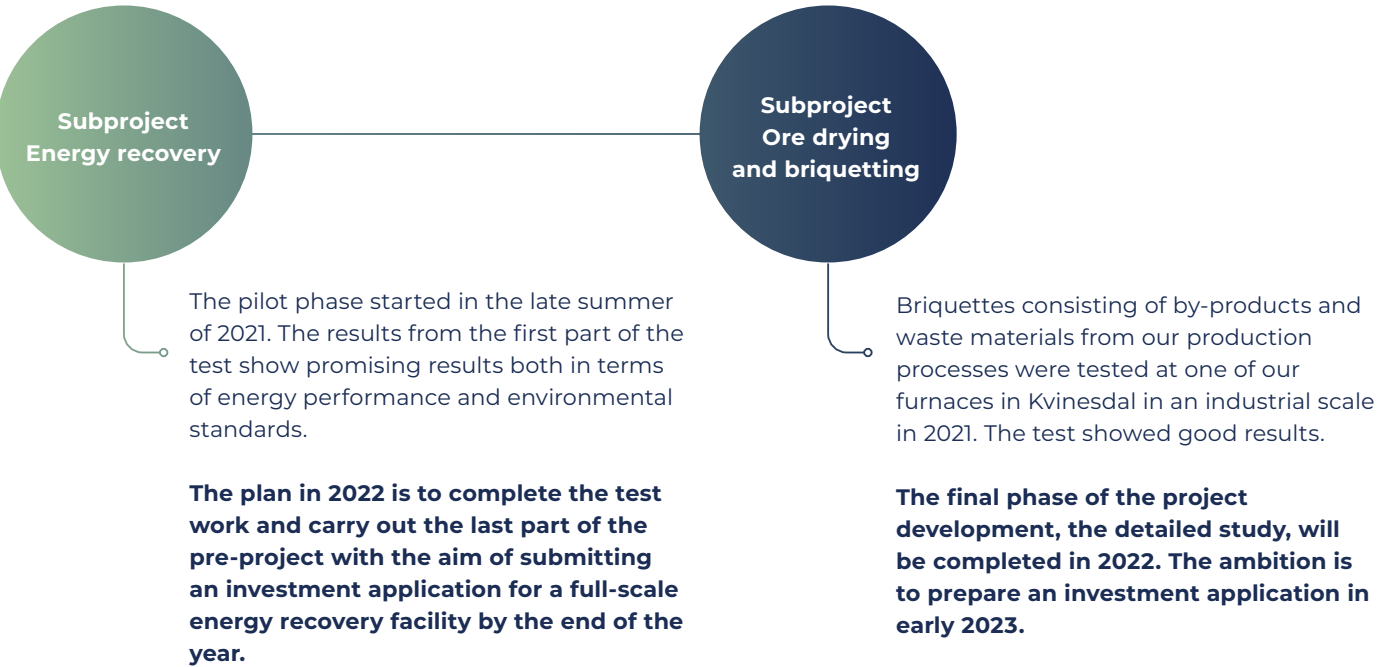 Subproject
Energy recovery
Subproject
Ore drying
and briquetting
The pilot phase started in the late summer
of 2021. The results from the first part of the
test show promising results both in terms
of energy performance and environmental
standards.
The plan in 2022 is to complete the test
work and carry out the last part of the
pre-project with the aim of submitting
an investment application for a full-scale
energy recovery facility by the end of the
year.
Briquettes consisting of by-products and
waste materials from our production
processes were tested at one of our
furnaces in Kvinesdal in an industrial scale
in 2021. The test showed good results.
The final phase of the project
development, the detailed study, will
be completed in 2022. The ambition is
to prepare an investment application in
early 2023.